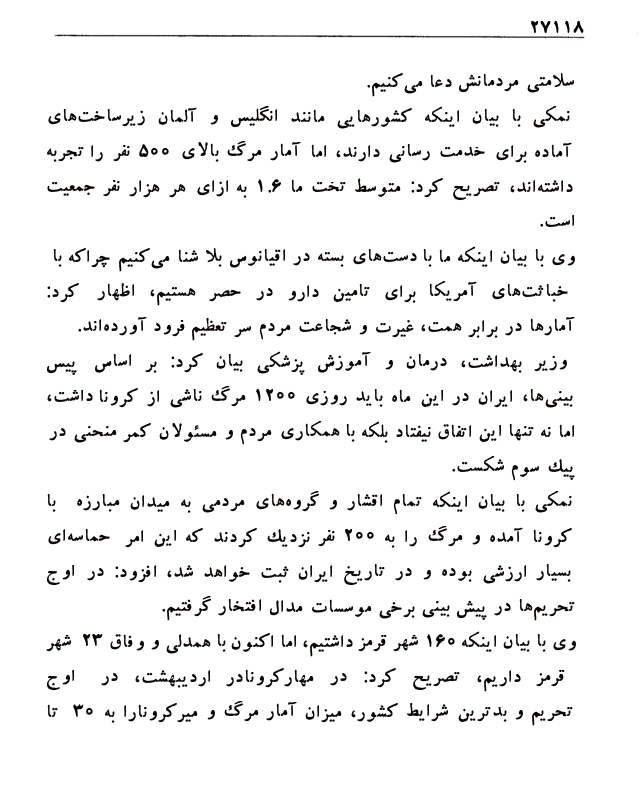 ۲۷۱۱۸
سلامتی مردمانش دعا می‌کنیم.
نمکی با بیان اینکه کشورهایی مانند انگلیس و آلمان زیرساخت‌های
آماده برای خدمت رسانی دارند، اما آمار مرگ بالای ۵۰۰ نفر را تجربه
داشته‌اند، تصریح کرد: متوسط تخت ما ۱.۶ به ازای هر هزار نفر جمعیت
است.
وی با بیان اینکه ما با دست‌های بسته در اقیانوس بلا شنا می‌کنیم چراکه با
خباثت‌های آمریکا برای تامین دارو در حصر هستیم، اظهار کرد:
آمارها در برابر همت، غیرت و شجاعت مردم سر تعظیم فرود آورده‌اند.
وزیر بهداشت، درمان و آموزش پزشکی بیان کرد: بر اساس پیس
بینی‌ها، ایران در این ماه باید روزی ۱۲۰۰ مرگ ناشی از کرونا داشت،
اما نه تنها این اتفاق نیفتاد بلکه با همکاری مردم و مسئولان کمر منحنی در
پیک سوم شکست.
نمکی با بیان اینکه تمام اقشار و گروه‌های مردمی به میدان مبارزه با
کرونا آمده و مرگ را به ۲۰۰ نفر نزدیک کردند که این امر حماسه‌ای
بسیار ارزشی بوده و در تاریخ ایران ثبت خواهد شد، افزود: در اوج
تحریم‌ها در پیش بینی برخی موسسات مدال افتخار گرفتیم.
وی با بیان اینکه ۱۶۰ شهر قرمز داشتیم، اما اکنون با همدلی و وفاق ۲۳ شهر
قرمز داریم، تصریح کرد: در مهارکرونادر اردیبهشت، در اوج
تحریم و بدترین شرایط کشور، میزان آمار مرگ و میرکرونارا به ۳۰ تا